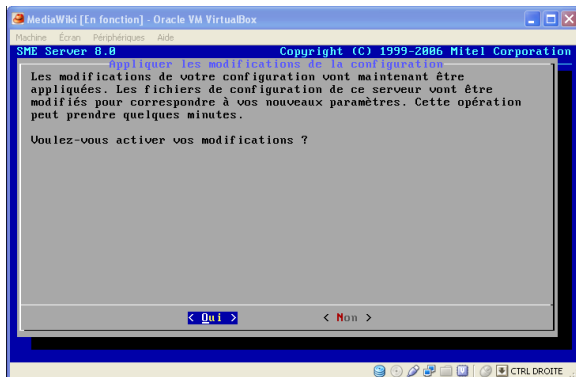 MediaWiki [En fonction] - Oracle VM VirtualBox
Machine Écran Périphériques Aide
SME Server 8.0 Copyright (C) 1999-2006 Mitel Corporation
Appliquer les modifications de la configuration
Les modifications de votre configuration vont maintenant être
appliquées. Les fichiers de configuration de ce serveur vont être
modifiés pour correspondre à vos nouveaux paramètres. Cette opération
peut prendre quelques minutes.
Voulez-vous activer vos modifications ?
< Oui > < Non >
CTRL DROITE